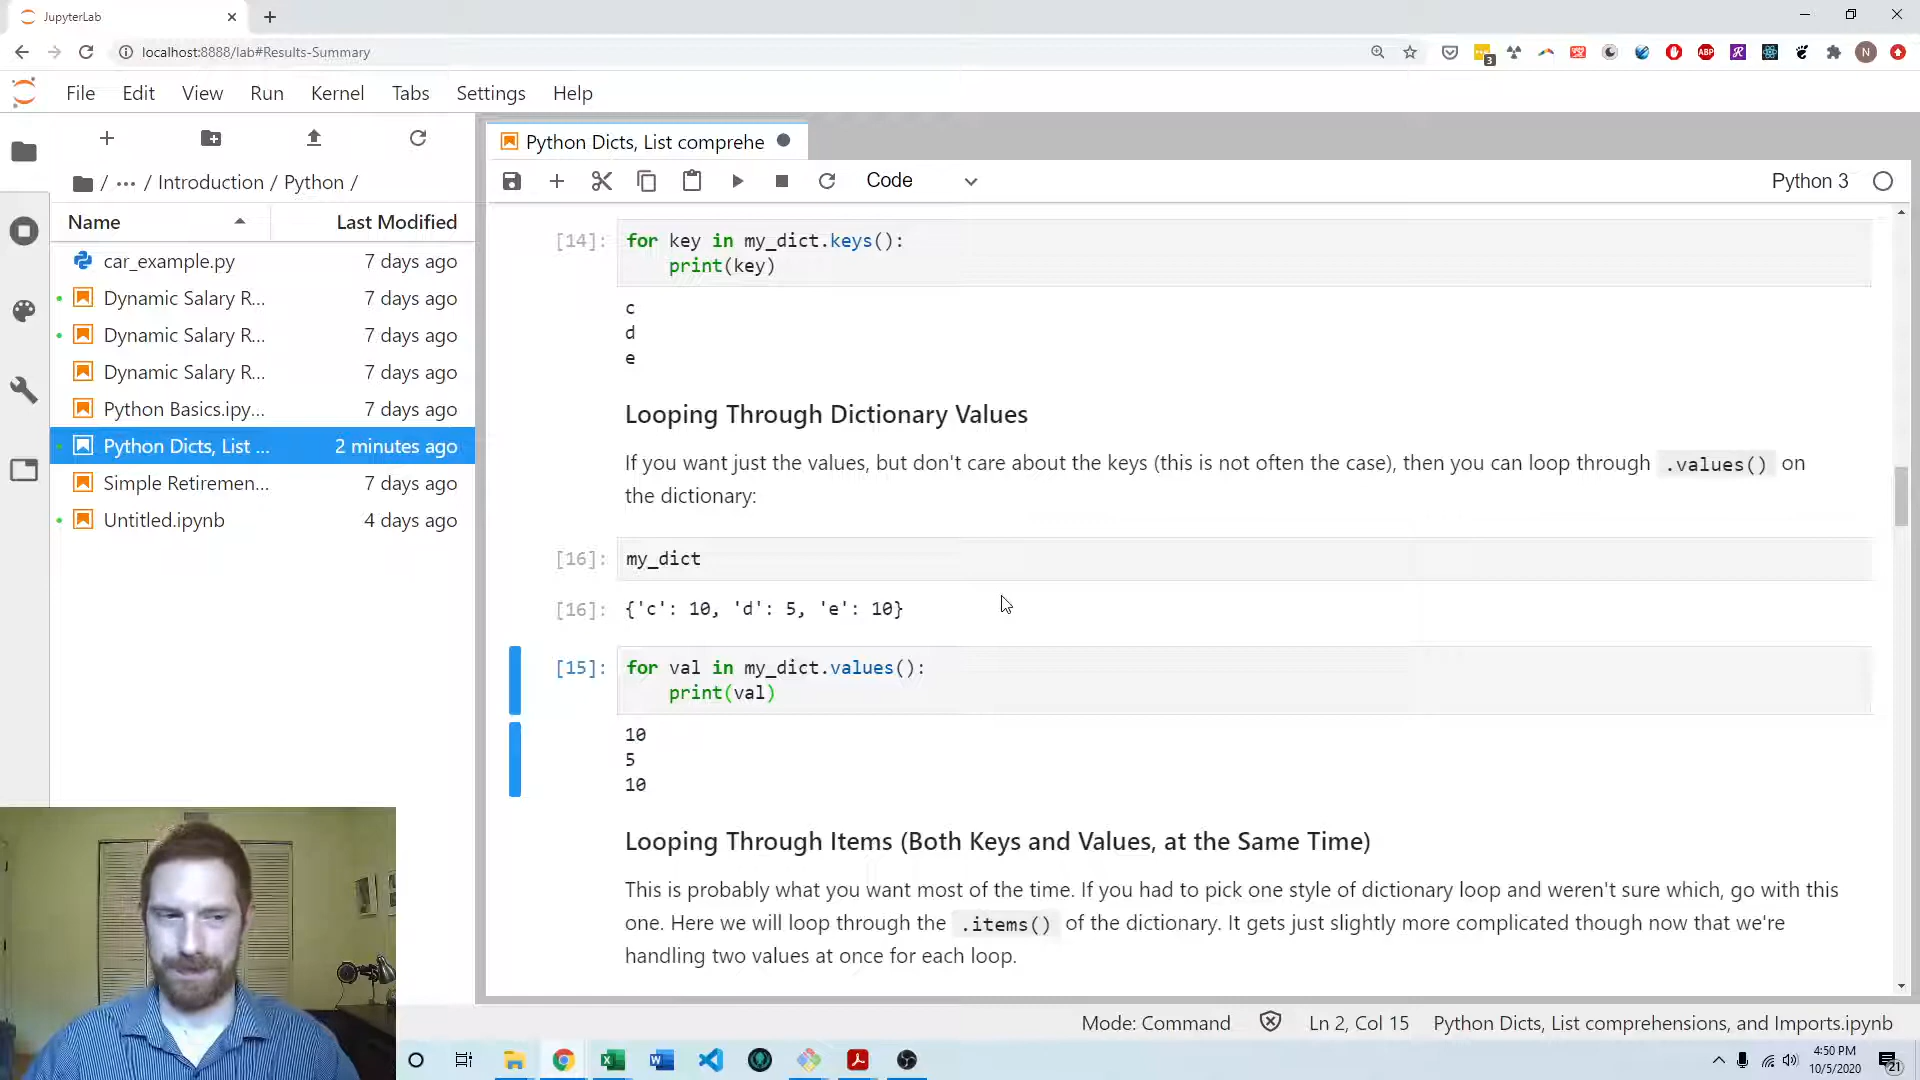 JupyterLab
localhost:8888/lab#Results-Summary
3
ABP
N
File Edit View Run Kernel Tabs Settings Help
/ ... / Introduction / Python /
Name Last Modified
car_example.py 7 days ago
Dynamic Salary R... 7 days ago
Dynamic Salary R... 7 days ago
Dynamic Salary R... 7 days ago
Python Basics.ipy... 7 days ago
Python Dicts, List ... 2 minutes ago
Simple Retiremen... 7 days ago
Untitled.ipynb 4 days ago
Python Dicts, List comprehe
Code Python 3
[14]: for key in my_dict.keys():
print(key)
c
d
e
Looping Through Dictionary Values
If you want just the values, but don't care about the keys (this is not often the case), then you can loop through .values() on
the dictionary:
[16]: my_dict
[16]: {'c': 10, 'd': 5, 'e': 10}
[15]: for val in my_dict.values():
print(val)
10
5
10
Looping Through Items (Both Keys and Values, at the Same Time)
This is probably what you want most of the time. If you had to pick one style of dictionary loop and weren't sure which, go with this
one. Here we will loop through the .items() of the dictionary. It gets just slightly more complicated though now that we're
handling two values at once for each loop.
Mode: Command Ln 2, Col 15 Python Dicts, List comprehensions, and Imports.ipynb
4:50 PM
10/5/2020
21